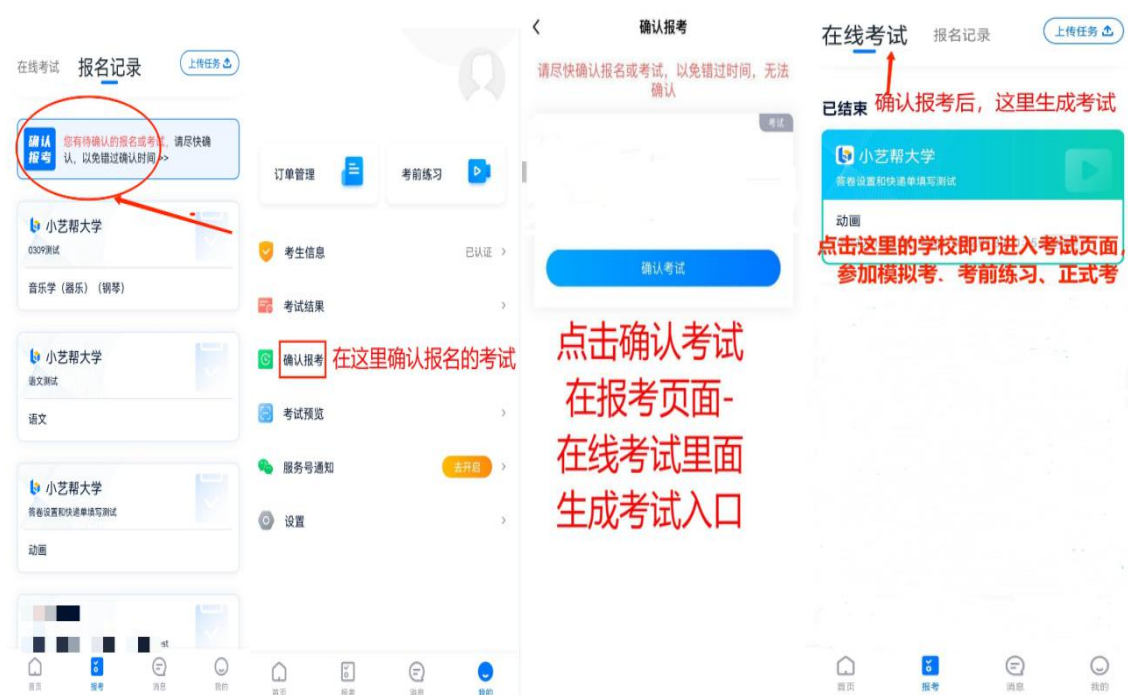 在线考试
报名记录
上传任务
确认
报考
您有待确认的报名或考试，请尽快确
认，以免错过确认时间 >>
小艺帮大学
0309测试
音乐学（器乐）（钢琴）
小艺帮大学
语文测试
语文
小艺帮大学
答卷设置和快递单填写测试
动画
首页
报考
消息
我的
订单管理
考前练习
考生信息
已认证
考试结果
确认报考
在这里确认报名的考试
考试预览
服务号通知
去开启
设置
首页
报考
消息
我的
确认报考
请尽快确认报名或考试，以免错过时间，无法
确认
考试
确认考试
点击确认考试
在报考页面-
在线考试里面
生成考试入口
在线考试
报名记录
上传任务
已结束
确认报考后，这里生成考试
小艺帮大学
答卷设置和快递单填写测试
动画
点击这里的学校即可进入考试页面，
参加模拟考、考前练习、正式考
首页
报考
消息
我的